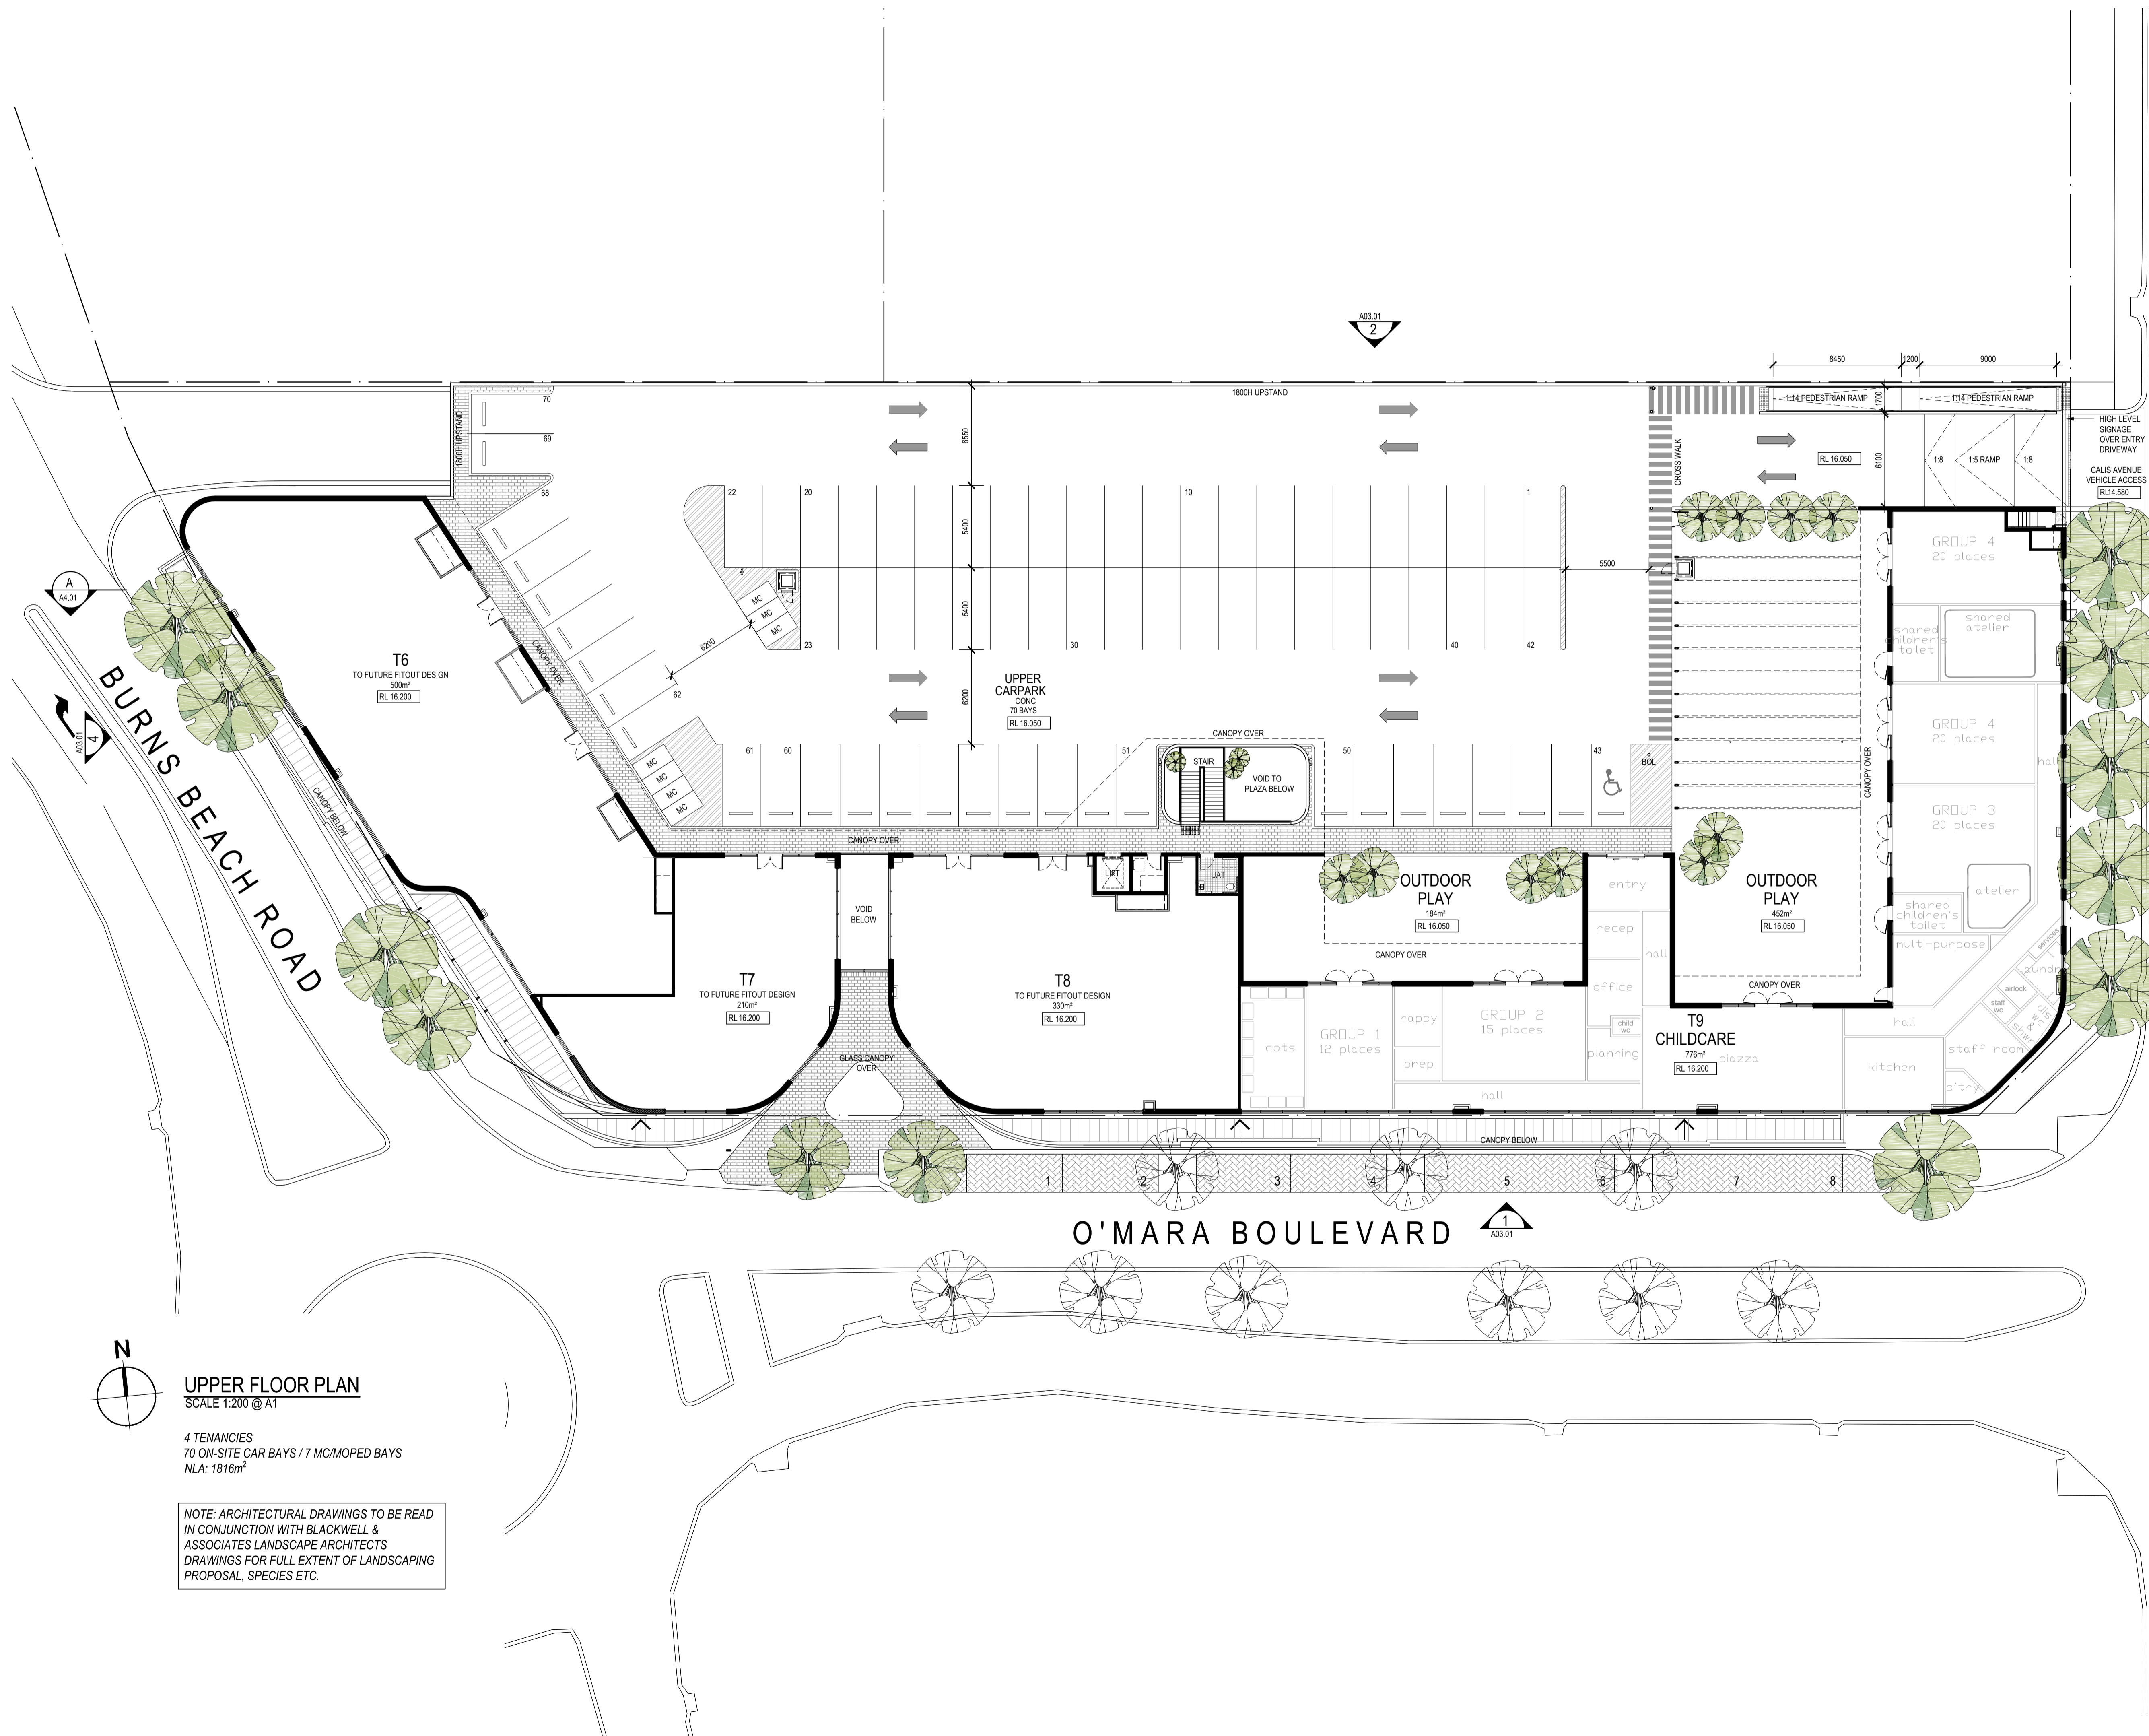 A03.01
2
8450
1200
9000
1800H UPSTAND
1:14 PEDESTRIAN RAMP
1700
1:14 PEDESTRIAN RAMP
HIGH LEVEL
SIGNAGE
OVER ENTRY
DRIVEWAY
CALIS AVENUE
VEHICLE ACCESS
RL14.580
1:8
1:5 RAMP
1:8
6100
RL 16.050
CROSS WALK
1800H UPSTAND
70
69
68
6550
22
20
10
1
5400
5500
5400
MC
MC
MC
23
30
40
42
6200
62
6200
UPPER
CARPARK
CONC
70 BAYS
RL 16.050
61
60
51
50
43
BOL
MC
MC
MC
MC
CANOPY OVER
STAIR
VOID TO
PLAZA BELOW
CANOPY OVER
CANOPY OVER
A
A4.01
A03.01
4
BURNS BEACH ROAD
CANOPY BELOW
T6
TO FUTURE FITOUT DESIGN
500m²
RL 16.200
T7
TO FUTURE FITOUT DESIGN
210m²
RL 16.200
VOID
BELOW
GLASS CANOPY
OVER
T8
TO FUTURE FITOUT DESIGN
330m²
RL 16.200
LIFT
UAT
OUTDOOR
PLAY
184m²
RL 16.050
CANOPY OVER
OUTDOOR
PLAY
452m²
RL 16.050
CANOPY OVER
CANOPY OVER
GROUP 4
20 places
shared
children's
toilet
shared
atelier
GROUP 4
20 places
hall
GROUP 3
20 places
atelier
shared
children's
toilet
multi-purpose
services
laundry
airlock
staff
wc
dis
wc &
shwr
hall
staff room
kitchen
p'try
entry
recep
hall
office
child
wc
planning
T9
CHILDCARE
776m²
RL 16.200
piazza
cots
GROUP 1
12 places
nappy
prep
GROUP 2
15 places
hall
CANOPY BELOW
1
2
3
4
5
6
7
8
O'MARA BOULEVARD
1
A03.01
N
UPPER FLOOR PLAN
SCALE 1:200 @ A1
4 TENANCIES
70 ON-SITE CAR BAYS / 7 MC/MOPED BAYS
NLA: 1816m²
NOTE: ARCHITECTURAL DRAWINGS TO BE READ
IN CONJUNCTION WITH BLACKWELL &
ASSOCIATES LANDSCAPE ARCHITECTS
DRAWINGS FOR FULL EXTENT OF LANDSCAPING
PROPOSAL, SPECIES ETC.